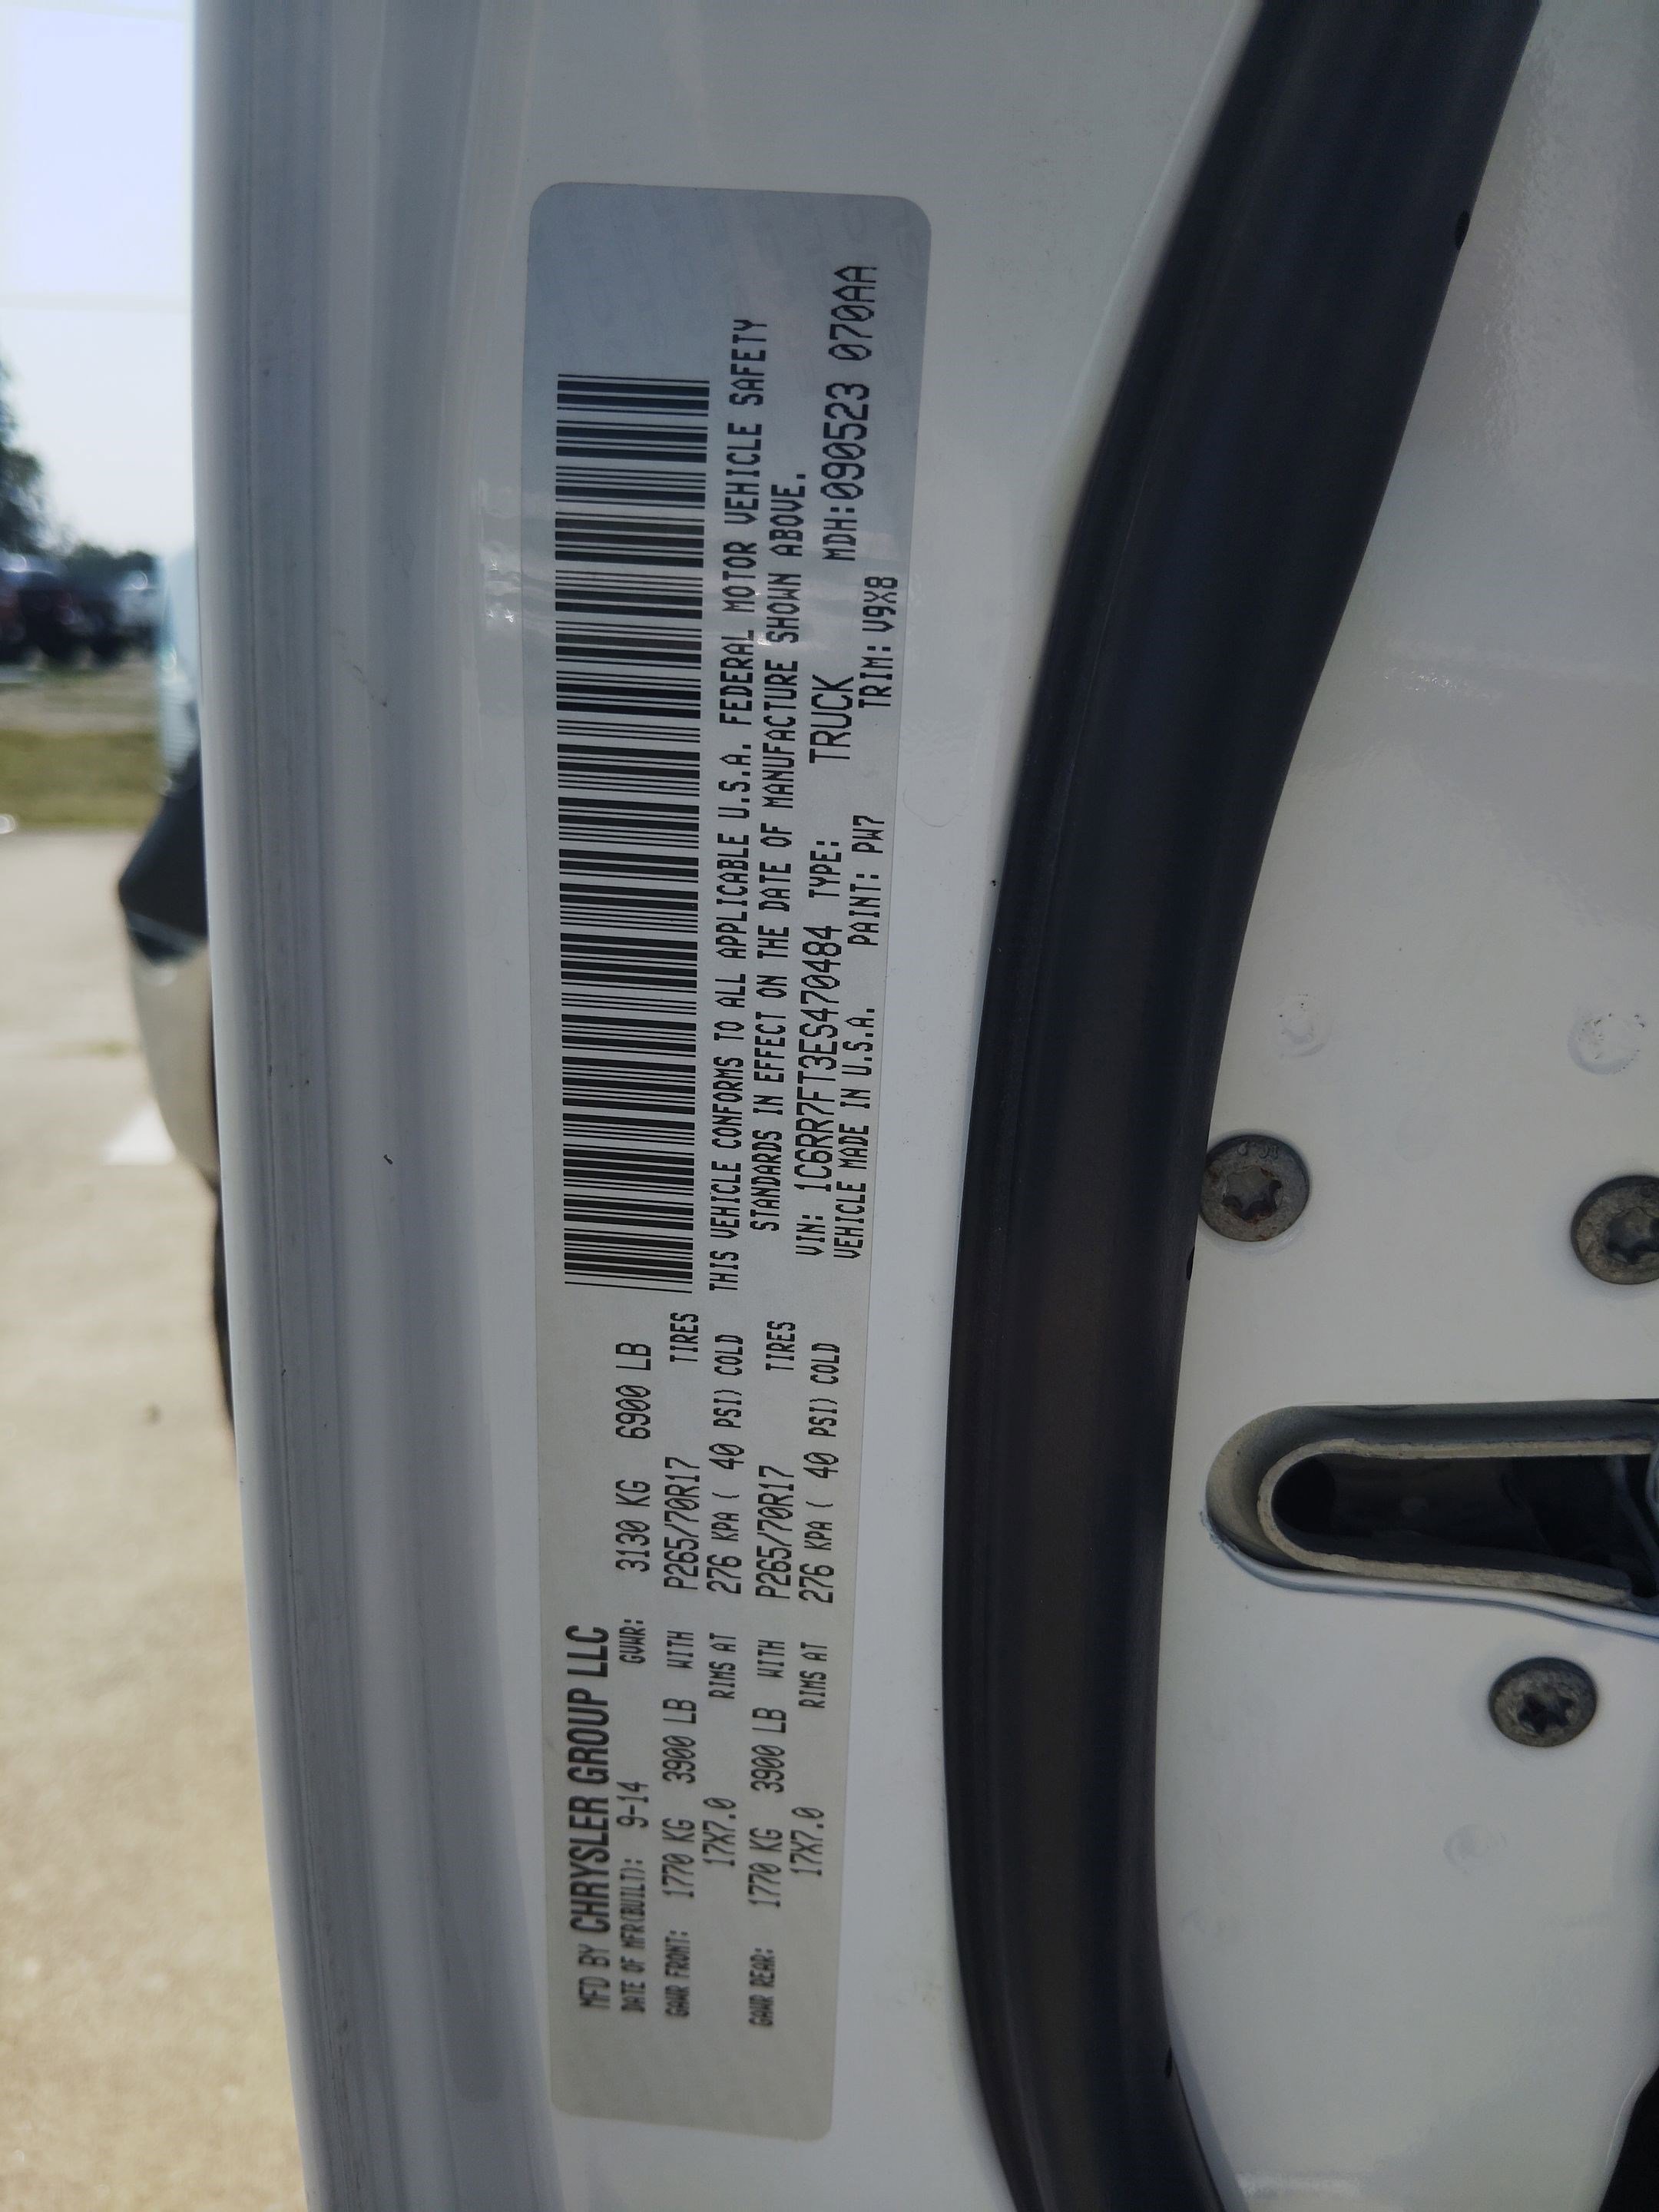 MFD BY CHRYSLER GROUP LLC
DATE OF MFR(BUILT): 9-14 GVWR: 3130 KG 6900 LB
GAWR FRONT: 1770 KG 3900 LB WITH P265/70R17 TIRES
17X7.0 RIMS AT 276 KPA ( 40 PSI) COLD
GAWR REAR: 1770 KG 3900 LB WITH P265/70R17 TIRES
17X7.0 RIMS AT 276 KPA ( 40 PSI) COLD
THIS VEHICLE CONFORMS TO ALL APPLICABLE U.S.A. FEDERAL MOTOR VEHICLE SAFETY
STANDARDS IN EFFECT ON THE DATE OF MANUFACTURE SHOWN ABOVE.
VIN: 1C6RR7FT3ES470484 TYPE: TRUCK MDH:090523 070AA
VEHICLE MADE IN U.S.A. PAINT: PW7 TRIM: V9X8